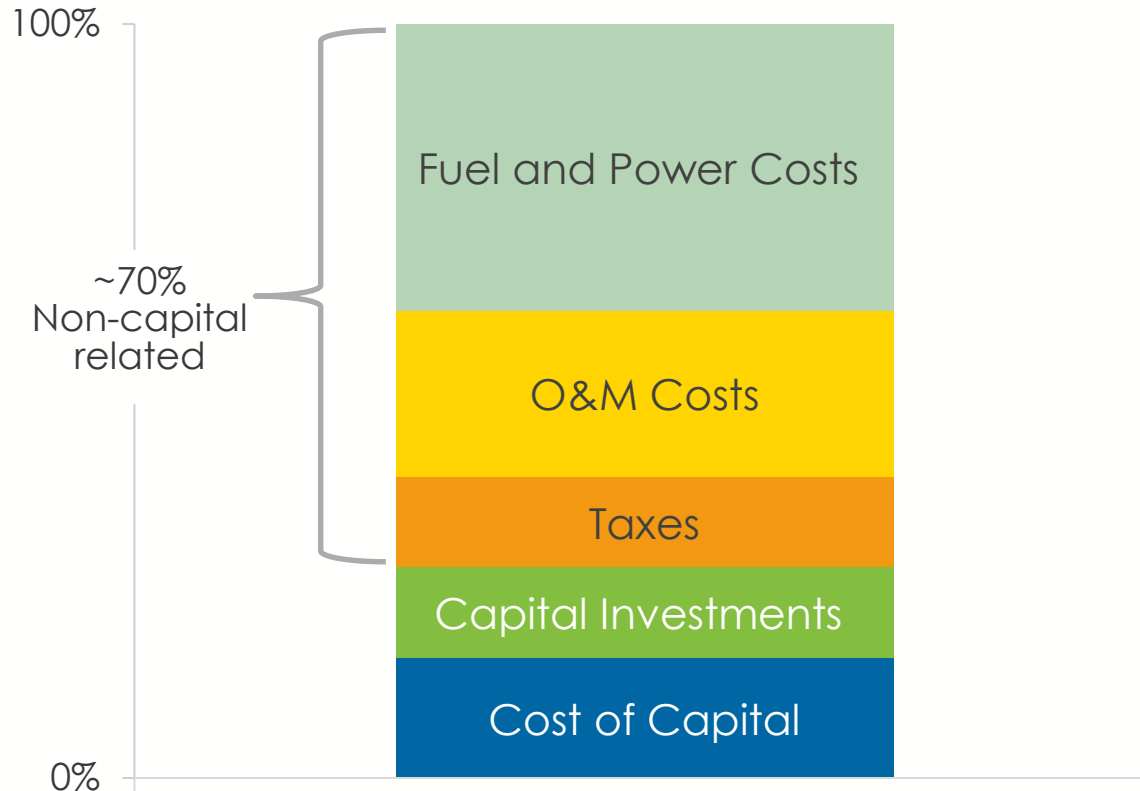 100%
Fuel and Power Costs
~70%
Non-capital
related
O&M Costs
Taxes
Capital Investments
Cost of Capital
0%